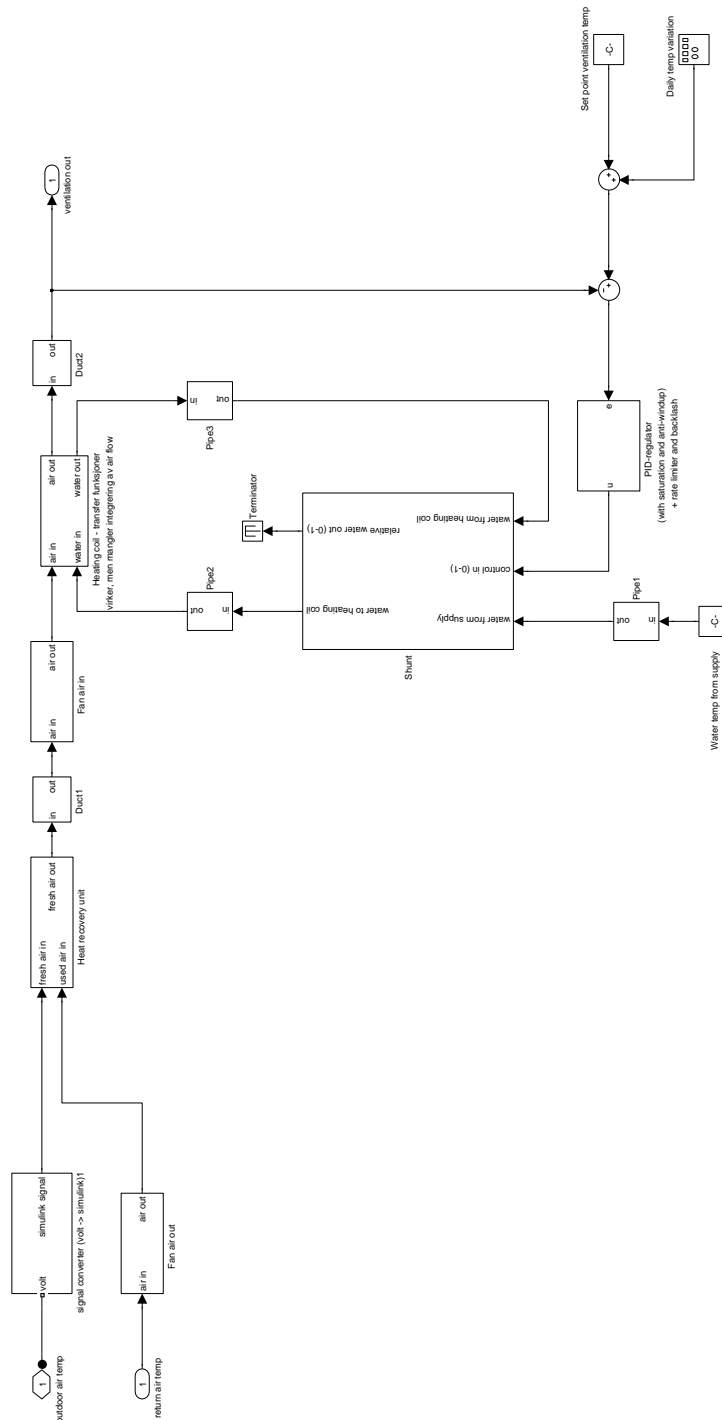 1
outdoor air temp
volt
simulink signal
signal converter (volt -> simulink)1
1
return air temp
air in
air out
Fan air out
fresh air in
used air in
fresh air out
Heat recovery unit
in
out
Duct1
air in
air out
Fan air in
air in
air out
water in
water out
Heating coil - transfer funksjoner
virker, men mangler integrering av air flow
in
out
Duct2
1
ventilation out
in
out
Pipe2
in
out
Pipe3
Terminator
water to heating coil
relative water out (0-1)
water from supply
control in (0-1)
water from heating coil
Shunt
in
out
Pipe1
-C-
Water temp from supply
e
u
PID-regulator
(with saturation and anti-windup)
+ rate limiter and backlash
-C-
Set point ventilation temp
Daily temp variation